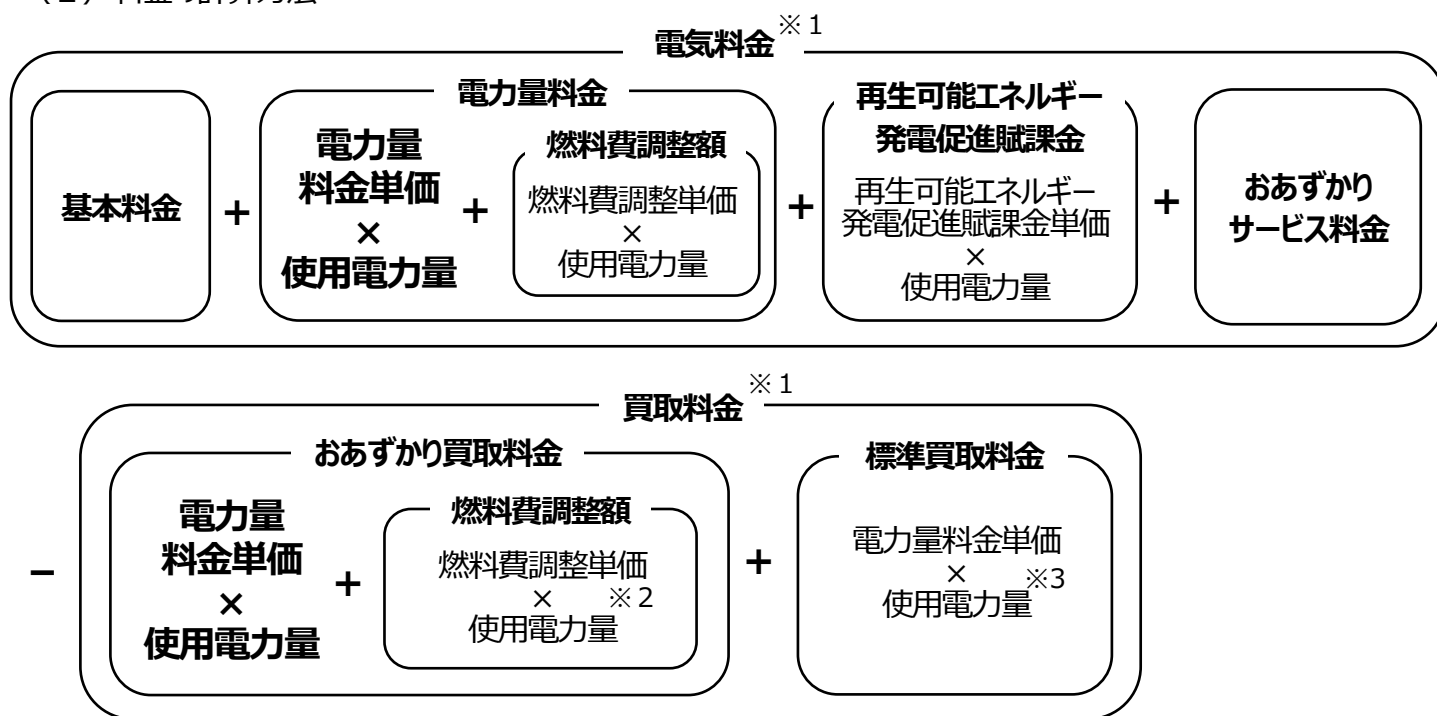 電気料金※1
基本料金
+
電力量料金
電力量
料金単価
×
使用電力量
+
燃料費調整額
燃料費調整単価
×
使用電力量
+
再生可能エネルギー
発電促進賦課金
再生可能エネルギー
発電促進賦課金単価
×
使用電力量
+
おあずかり
サービス料金
−
買取料金※1
おあずかり買取料金
電力量
料金単価
×
使用電力量
+
燃料費調整額
燃料費調整単価
×
使用電力量※2
+
標準買取料金
電力量料金単価
×
使用電力量※3